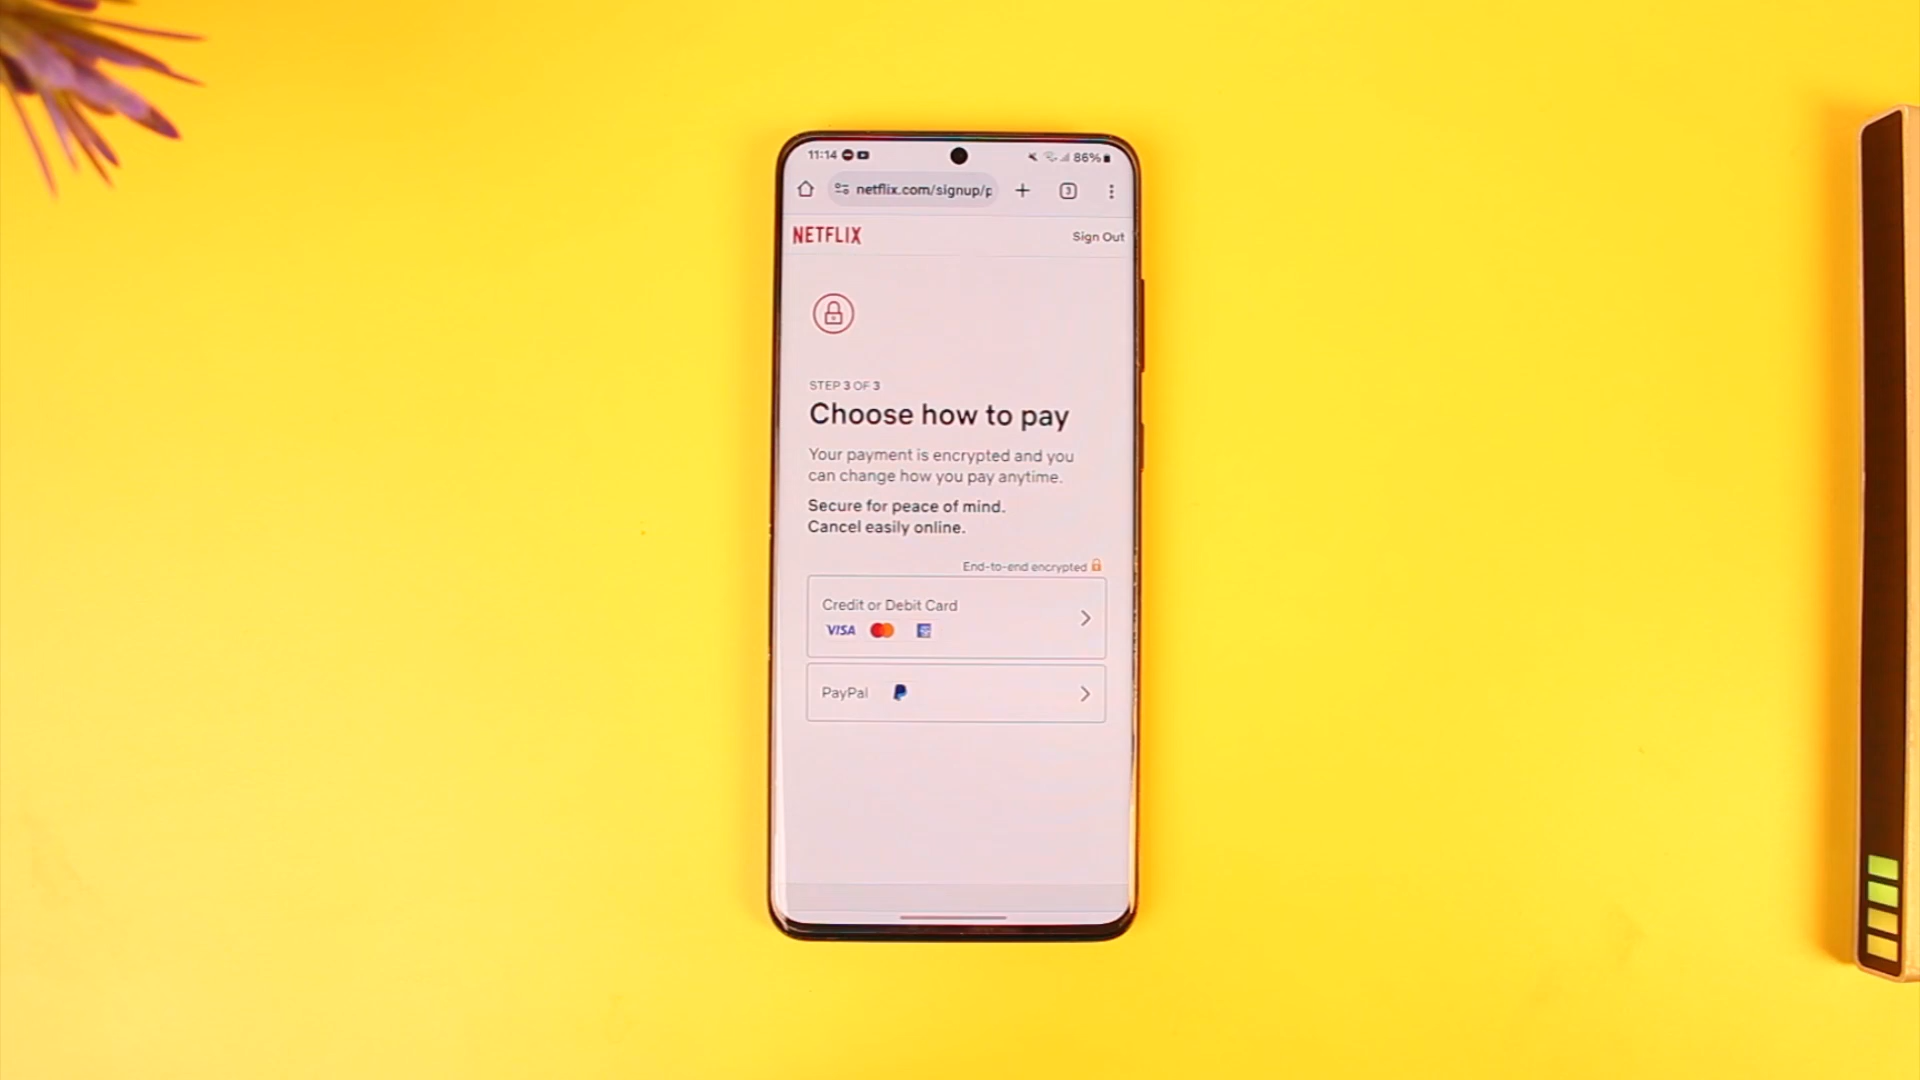 11:14 86%
netflix.com/signup/p 3
NETFLIX Sign Out
STEP 3 OF 3
Choose how to pay
Your payment is encrypted and you
can change how you pay anytime.
Secure for peace of mind.
Cancel easily online.
End-to-end encrypted
Credit or Debit Card
VISA
PayPal